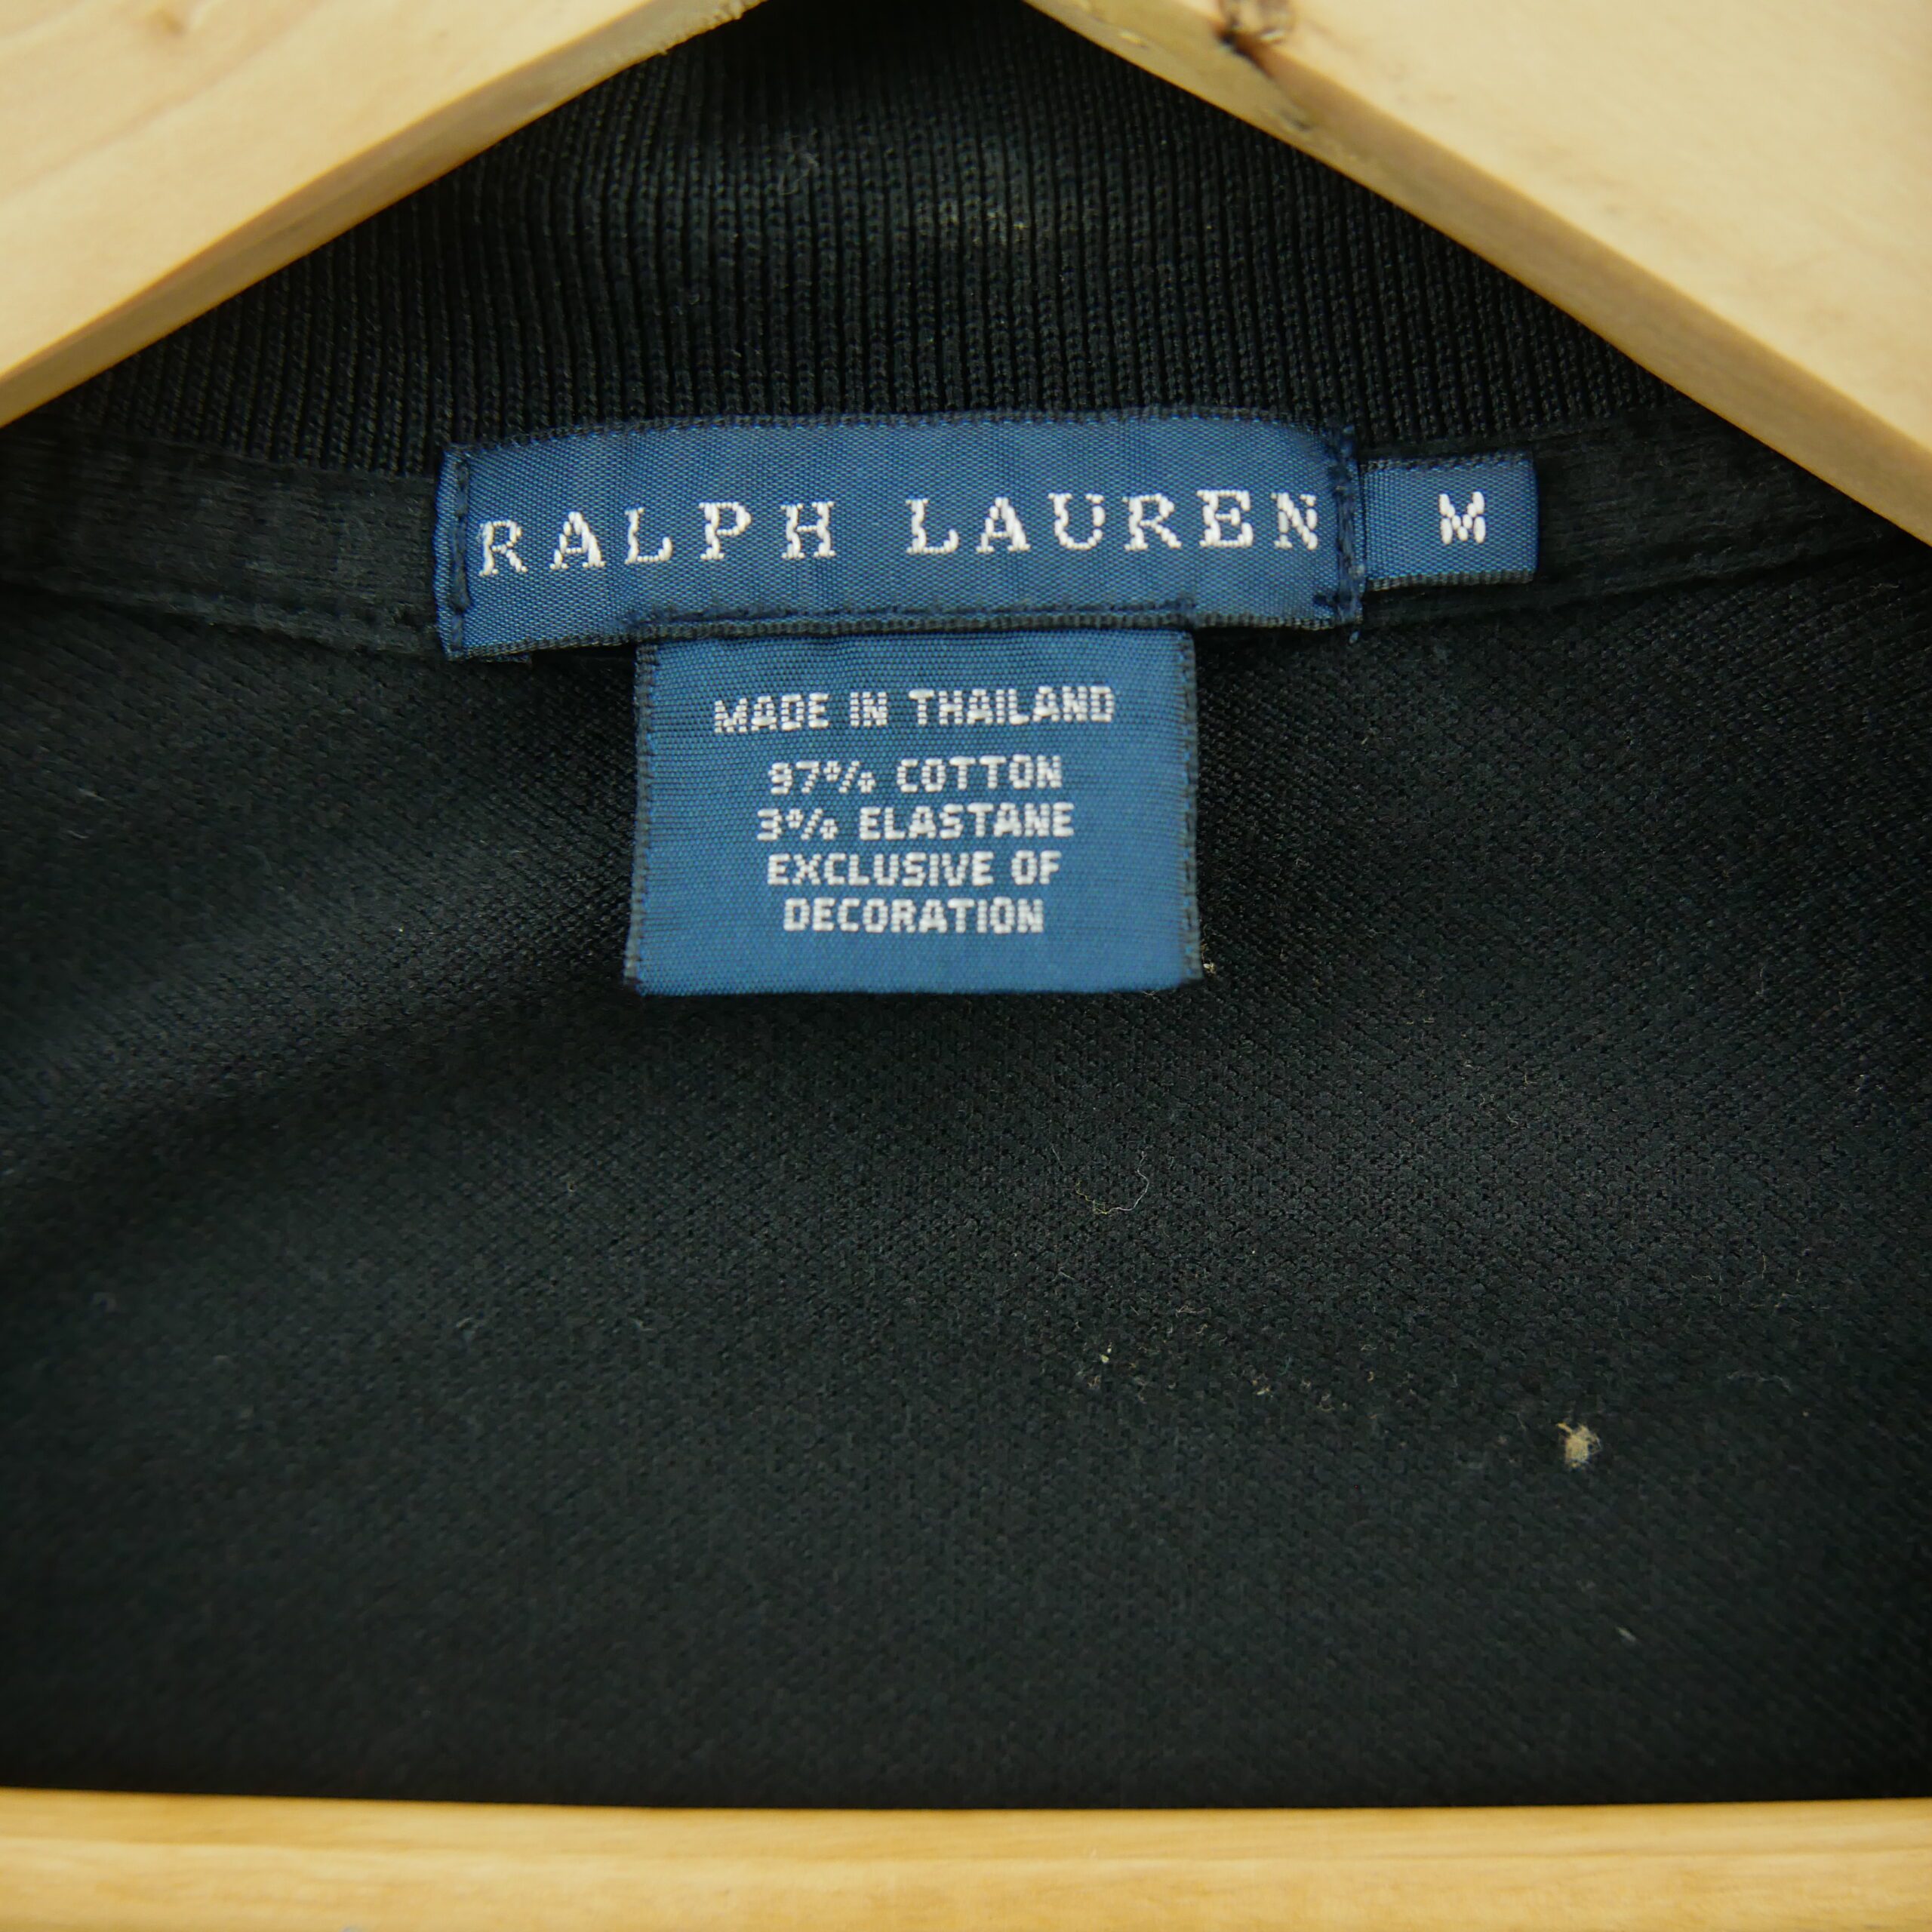 RALPH LAUREN M
MADE IN THAILAND
97% COTTON
3% ELASTANE
EXCLUSIVE OF
DECORATION